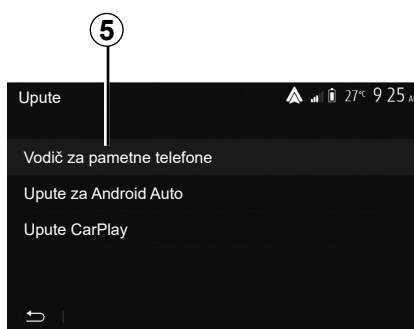 5
Upute 27°C 9 25 A
Vodič za pametne telefone
Upute za Android Auto
Upute CarPlay